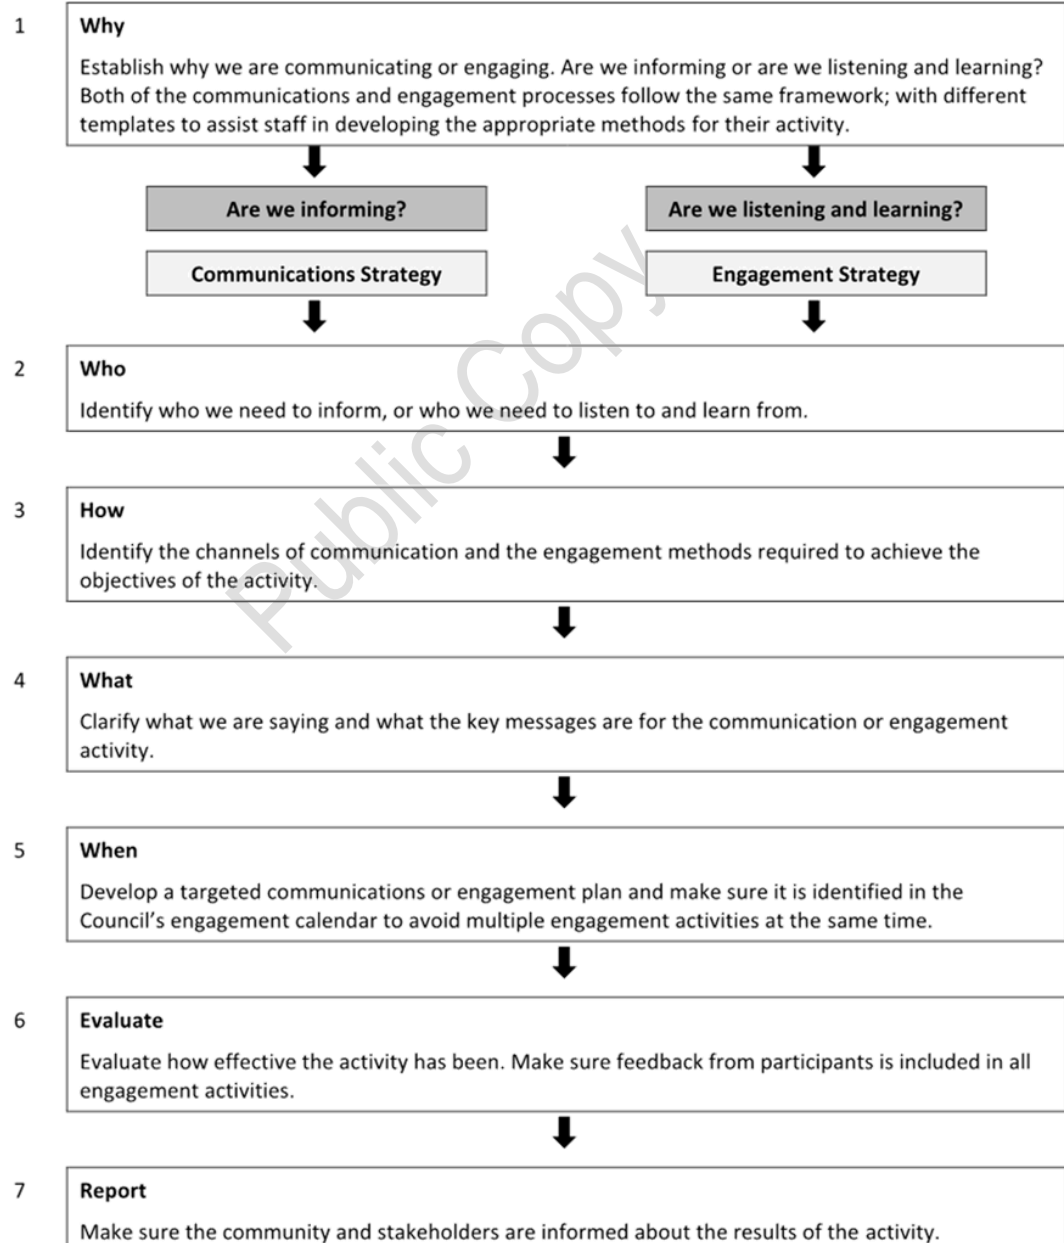 1
Why
Establish why we are communicating or engaging. Are we informing or are we listening and learning?
Both of the communications and engagement processes follow the same framework; with different
templates to assist staff in developing the appropriate methods for their activity.
Are we informing?
Are we listening and learning?
Communications Strategy
Engagement Strategy
2
Who
Identify who we need to inform, or who we need to listen to and learn from.
3
How
Identify the channels of communication and the engagement methods required to achieve the
objectives of the activity.
4
What
Clarify what we are saying and what the key messages are for the communication or engagement
activity.
5
When
Develop a targeted communications or engagement plan and make sure it is identified in the
Council’s engagement calendar to avoid multiple engagement activities at the same time.
6
Evaluate
Evaluate how effective the activity has been. Make sure feedback from participants is included in all
engagement activities.
7
Report
Make sure the community and stakeholders are informed about the results of the activity.
Public Copy